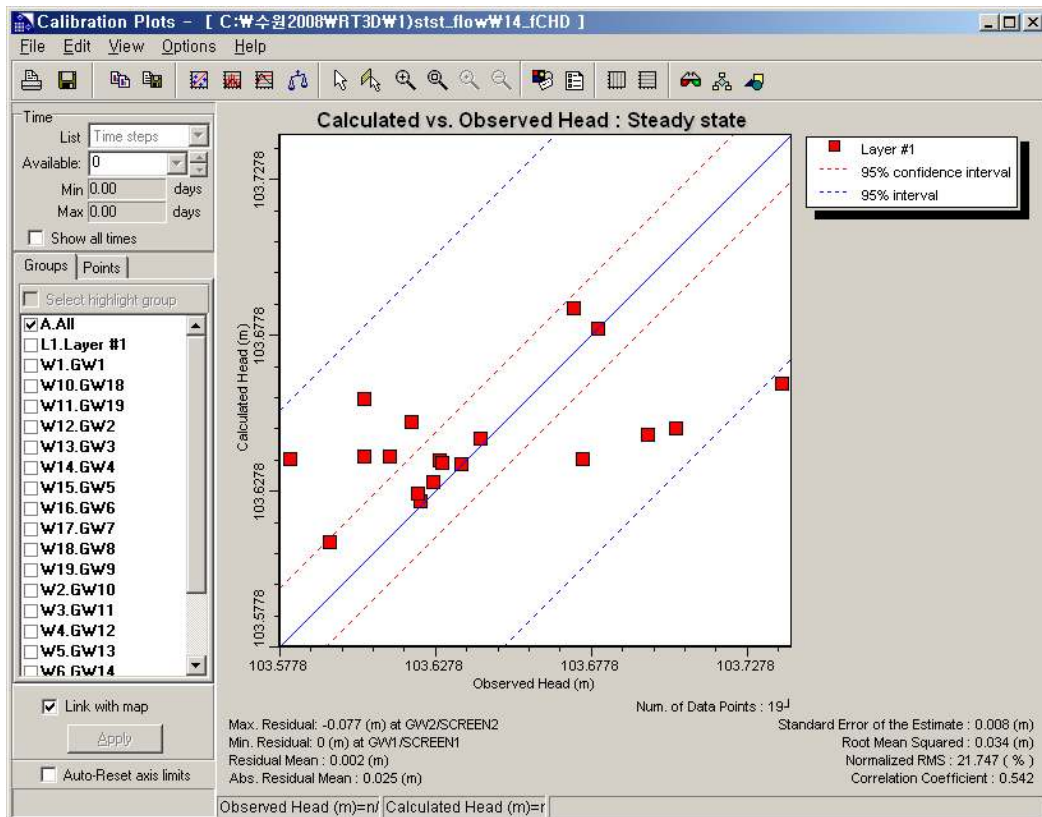 Calibration Plots - [ C:₩수원2008₩RT3D₩1)stst_flow₩14_fCHD ]
File Edit View Options Help
Time
List Time steps
Available: 0
Min 0.00 days
Max 0.00 days
Show all times
Groups Points
Select highlight group
A.All
L1.Layer #1
W1.GW1
W10.GW18
W11.GW19
W12.GW2
W13.GW3
W14.GW4
W15.GW5
W16.GW6
W17.GW7
W18.GW8
W19.GW9
W2.GW10
W3.GW11
W4.GW12
W5.GW13
W6.GW14
Link with map
Apply
Auto-Reset axis limits
Calculated vs. Observed Head : Steady state
Calculated Head (m)
103.7278
103.6778
103.6278
103.5778
103.5778 103.6278 103.6778 103.7278
Observed Head (m)
Layer #1
95% confidence interval
95% interval
Num. of Data Points : 19
Max. Residual: -0.077 (m) at GW2/SCREEN2
Min. Residual: 0 (m) at GW1/SCREEN1
Residual Mean : 0.002 (m)
Abs. Residual Mean : 0.025 (m)
Standard Error of the Estimate : 0.008 (m)
Root Mean Squared : 0.034 (m)
Normalized RMS : 21.747 ( % )
Correlation Coefficient : 0.542
Observed Head (m)=n/ Calculated Head (m)=r